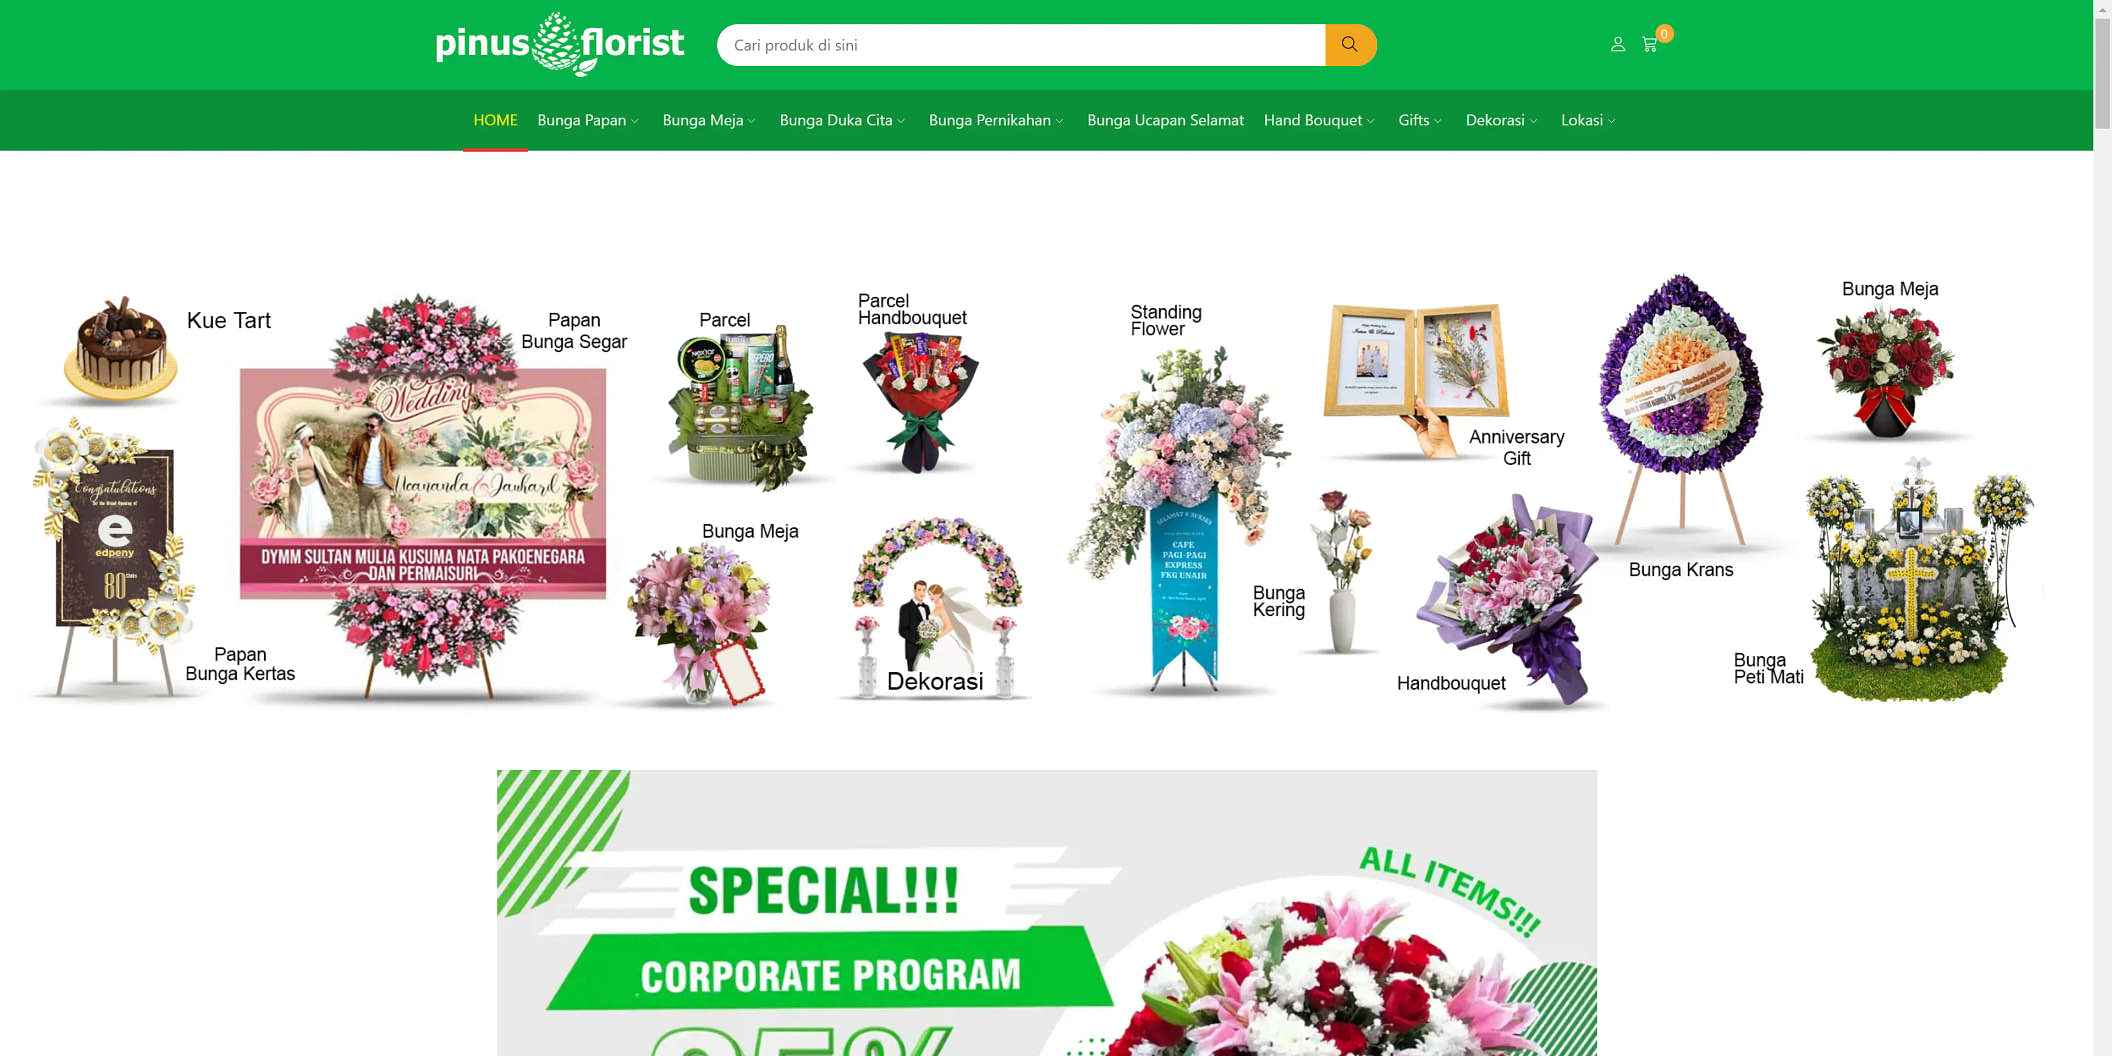 pinus florist
Cari produk di sini
0
HOME
Bunga Papan
Bunga Meja
Bunga Duka Cita
Bunga Pernikahan
Bunga Ucapan Selamat
Hand Bouquet
Gifts
Dekorasi
Lokasi
Kue Tart
Papan
Bunga Segar
Parcel
Parcel
Handbouquet
Standing
Flower
Bunga Meja
Anniversary
Gift
Wedding
Congratulations
e
edpeny
80
DYMM SULTAN MULIA KUSUMA NATA PAKOENEGARA
DAN PERMAISURI
Papan
Bunga Kertas
Bunga Meja
Dekorasi
SELAMAT & SUKSES
CAFE
PAGI-PAGI
EXPRESS
FKG UNAIR
Bunga
Kering
Handbouquet
Bunga Krans
Bunga
Peti Mati
SPECIAL!!!
ALL ITEMS!!!
CORPORATE PROGRAM